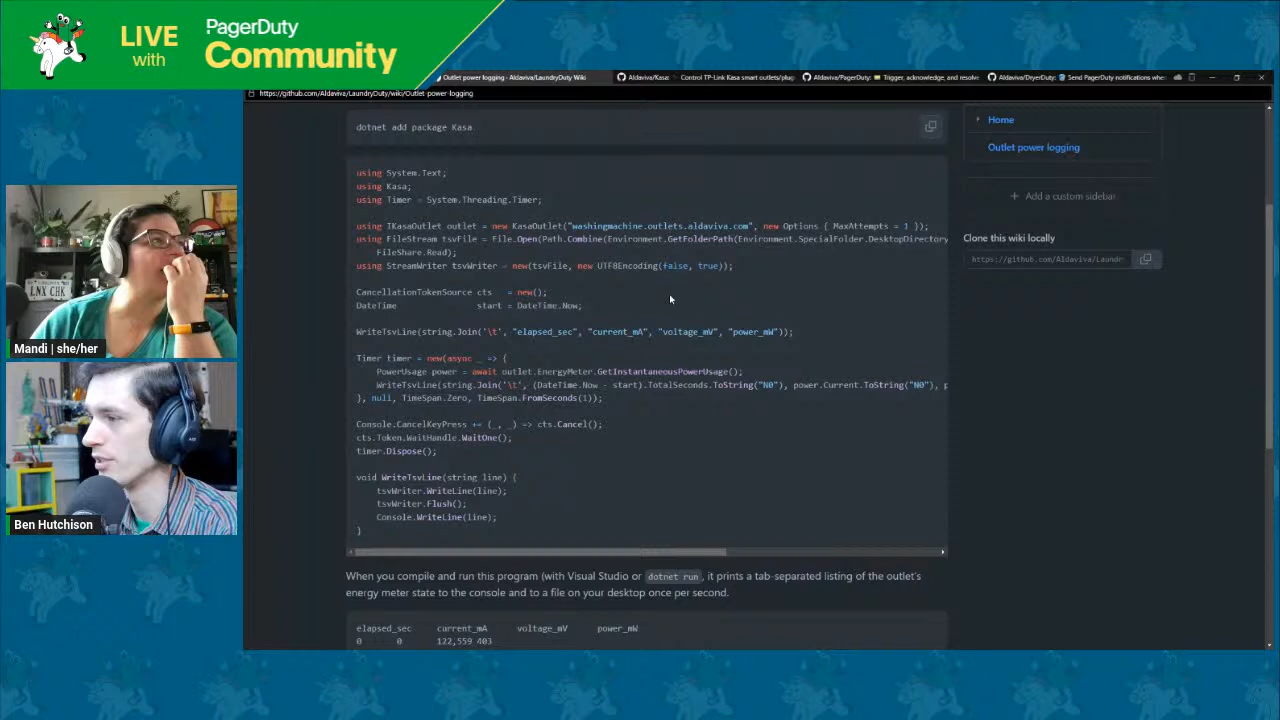 LIVE
with
PagerDuty
Community
Outlet power logging - Aldaviva/LaundryDuty Wiki
Aldaviva/Kasa: Control TP-Link Kasa smart outlets/plug
Aldaviva/PagerDuty: Trigger, acknowledge, and resolve
Aldaviva/DryerDuty: Send PagerDuty notifications whe
https://github.com/Aldaviva/LaundryDuty/wiki/Outlet-power-logging
dotnet add package Kasa
using System.Text;
using Kasa;
using Timer = System.Threading.Timer;
using IKasaOutlet outlet = new KasaOutlet("washingmachine.outlets.aldaviva.com", new Options { MaxAttempts = 1 });
using FileStream tsvFile = File.Open(Path.Combine(Environment.GetFolderPath(Environment.SpecialFolder.DesktopDirectory
FileShare.Read);
using StreamWriter tsvWriter = new(tsvFile, new UTF8Encoding(false, true));
CancellationTokenSource cts = new();
DateTime start = DateTime.Now;
WriteTsvLine(string.Join('\t', "elapsed_sec", "current_mA", "voltage_mV", "power_mW"));
Timer timer = new(async _ => {
PowerUsage power = await outlet.EnergyMeter.GetInstantaneousPowerUsage();
WriteTsvLine(string.Join('\t', (DateTime.Now - start).TotalSeconds.ToString("N0"), power.Current.ToString("N0"), p
}, null, TimeSpan.Zero, TimeSpan.FromSeconds(1));
Console.CancelKeyPress += (_, _) => cts.Cancel();
cts.Token.WaitHandle.WaitOne();
timer.Dispose();
void WriteTsvLine(string line) {
tsvWriter.WriteLine(line);
tsvWriter.Flush();
Console.WriteLine(line);
}
When you compile and run this program (with Visual Studio or dotnet run, it prints a tab-separated listing of the outlet's
energy meter state to the console and to a file on your desktop once per second.
elapsed_sec current_mA voltage_mV power_mW
0 0 122,559 403
Home
Outlet power logging
+ Add a custom sidebar
Clone this wiki locally
https://github.com/Aldaviva/Laundr
LNX CHK
Mandi | she/her
Ben Hutchison